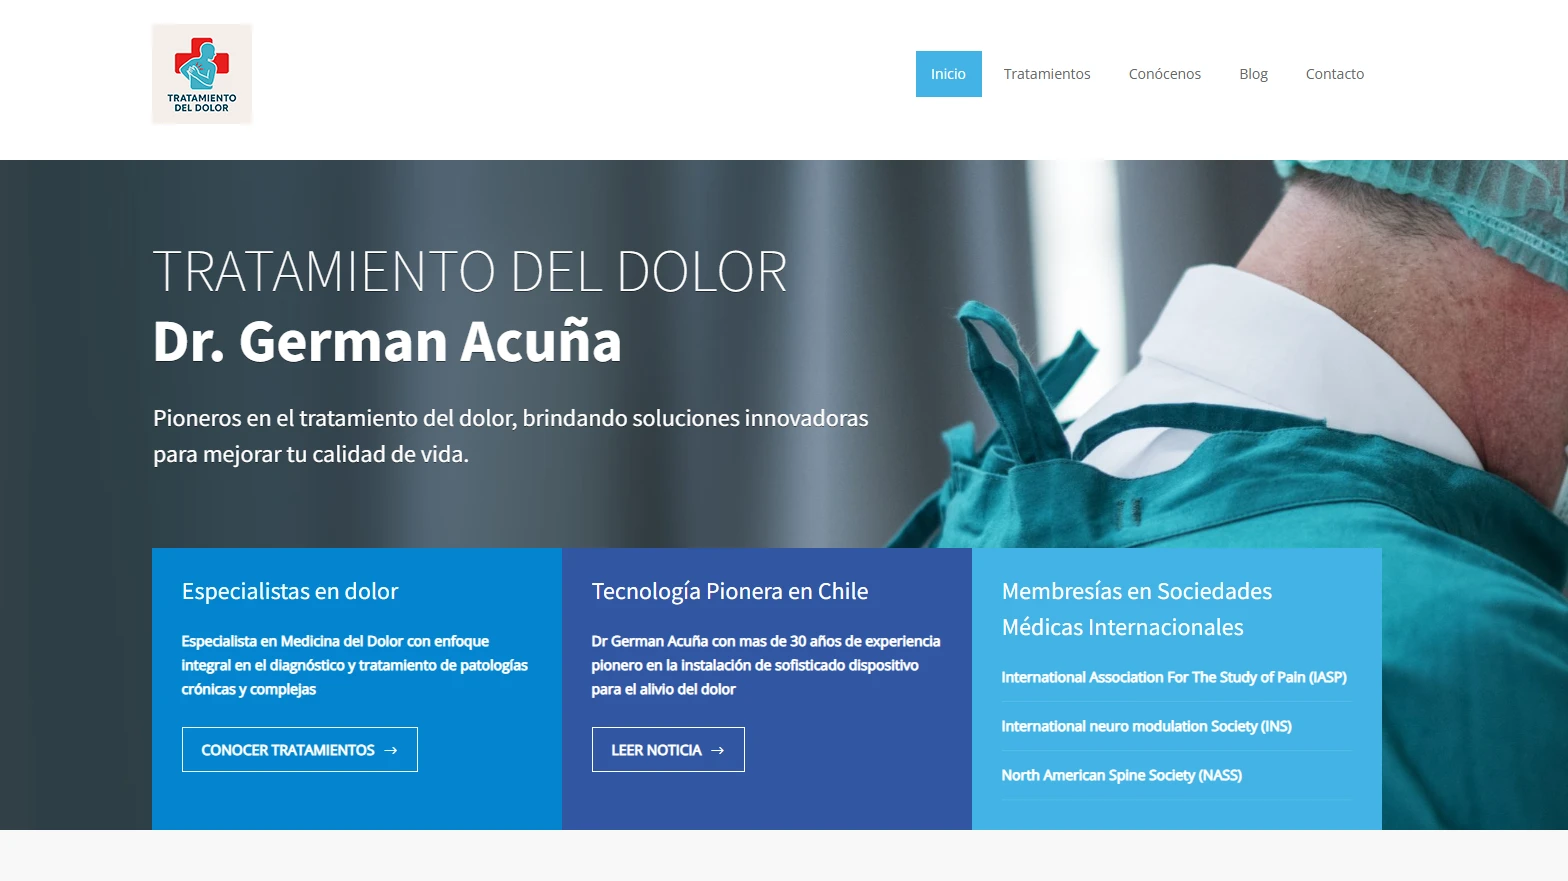 TRATAMIENTO
DEL DOLOR
Inicio
Tratamientos
Conócenos
Blog
Contacto
TRATAMIENTO DEL DOLOR
Dr. German Acuña
Pioneros en el tratamiento del dolor, brindando soluciones innovadoras
para mejorar tu calidad de vida.
Especialistas en dolor
Especialista en Medicina del Dolor con enfoque
integral en el diagnóstico y tratamiento de patologías
crónicas y complejas
CONOCER TRATAMIENTOS →
Tecnología Pionera en Chile
Dr German Acuña con mas de 30 años de experiencia
pionero en la instalación de sofisticado dispositivo
para el alivio del dolor
LEER NOTICIA →
Membresías en Sociedades
Médicas Internacionales
International Association For The Study of Pain (IASP)
International neuro modulation Society (INS)
North American Spine Society (NASS)